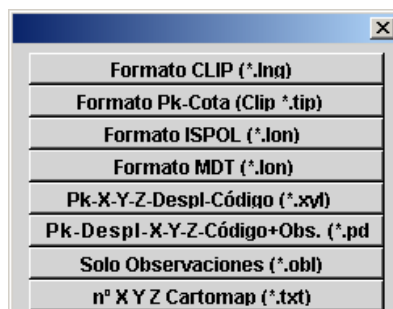 Formato CLIP (*.lng)
Formato Pk-Cota (Clip *.tip)
Formato ISPOL (*.lon)
Formato MDT (*.lon)
Pk-X-Y-Z-Despl-Código (*.xyl)
Pk-Despl-X-Y-Z-Código+Obs. (*.pd
Solo Observaciones (*.obl)
nº X Y Z Cartomap (*.txt)